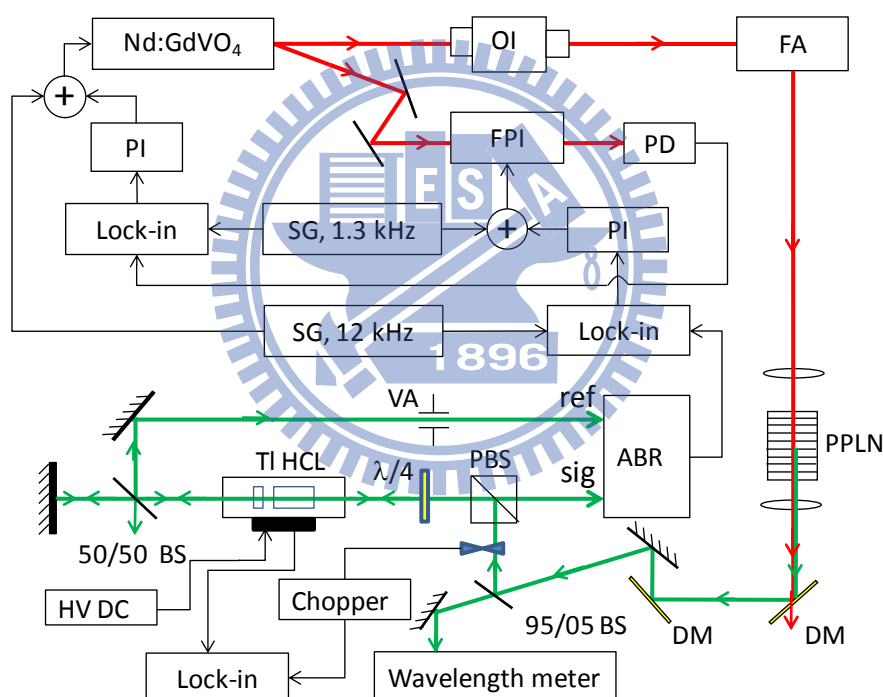 Nd:GdVO4
OI
FA
PI
FPI
PD
Lock-in
SG, 1.3 kHz
PI
SG, 12 kHz
Lock-in
ES A
8
1896
VA
ref
PPLN
Tl HCL
λ/4
PBS
sig
ABR
50/50 BS
HV DC
Chopper
95/05 BS
DM
DM
Lock-in
Wavelength meter